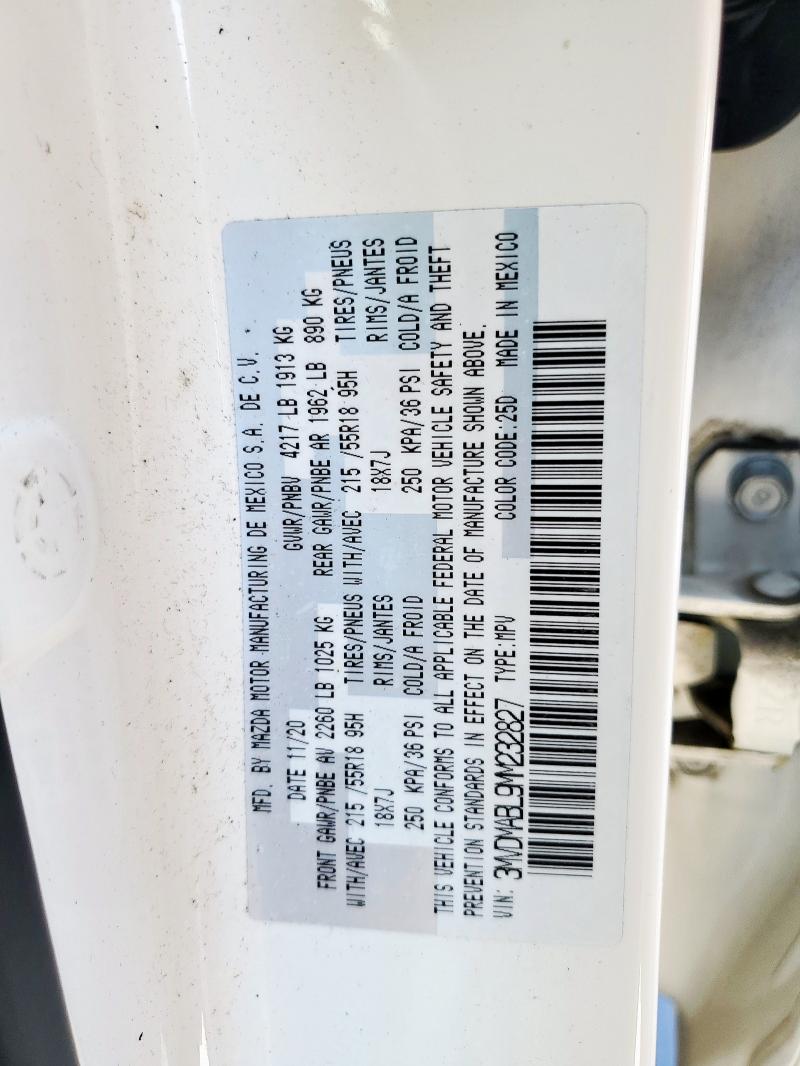 MFD. BY MAZDA MOTOR MANUFACTURING DE MEXICO S.A. DE C.V.
DATE 11/20 GVWR/PNBV 4217 LB 1913 KG
FRONT GAWR/PNBE AV 2260 LB 1025 KG REAR GAWR/PNBE AR 1962 LB 890 KG
WITH/AVEC 215 /55R18 95H TIRES/PNEUS WITH/AVEC 215 /55R18 95H TIRES/PNEUS
18X7J RIMS/JANTES 18X7J RIMS/JANTES
250 KPA/36 PSI COLD/A FROID 250 KPA/36 PSI COLD/A FROID
THIS VEHICLE CONFORMS TO ALL APPLICABLE FEDERAL MOTOR VEHICLE SAFETY AND THEFT
PREVENTION STANDARDS IN EFFECT ON THE DATE OF MANUFACTURE SHOWN ABOVE.
VIN: 3MVDMABL9MM232827 TYPE:MPV COLOR CODE:25D MADE IN MEXICO